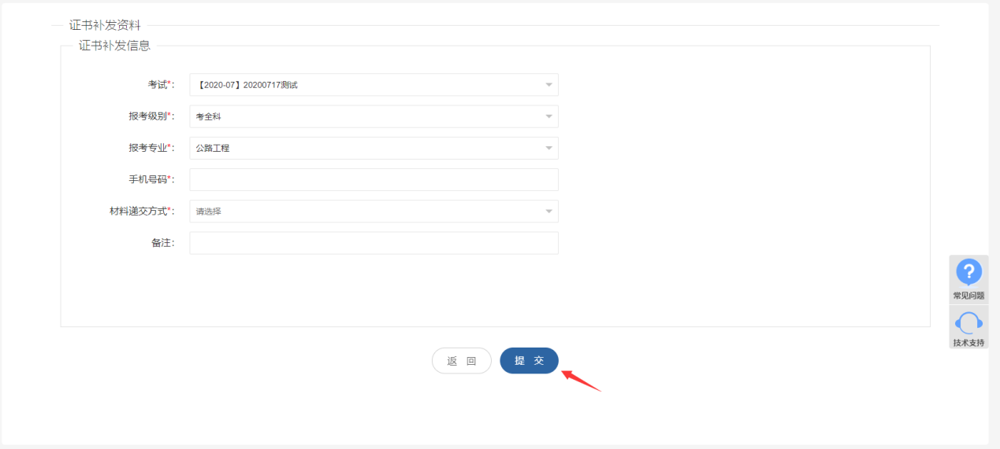 证书补发资料
证书补发信息
考试*： 【2020-07】20200717测试
报考级别*： 考全科
报考专业*： 公路工程
手机号码*：
材料递交方式*： 请选择
备注：
常见问题
技术支持
返 回 提 交